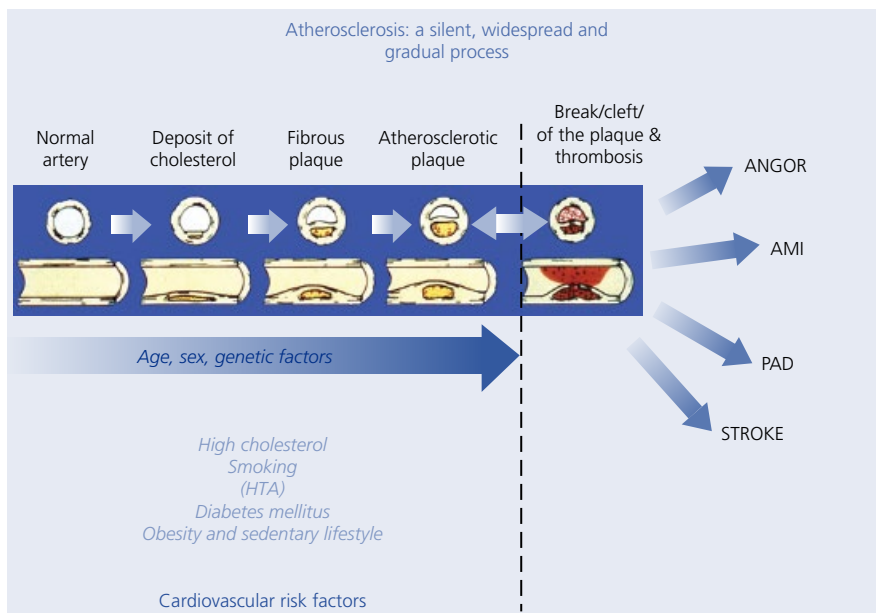 Atherosclerosis: a silent, widespread and
gradual process
Normal
artery
Deposit of
cholesterol
Fibrous
plaque
Atherosclerotic
plaque
Break/cleft/
of the plaque &
thrombosis
ANGOR
AMI
PAD
STROKE
Age, sex, genetic factors
High cholesterol
Smoking
(HTA)
Diabetes mellitus
Obesity and sedentary lifestyle
Cardiovascular risk factors